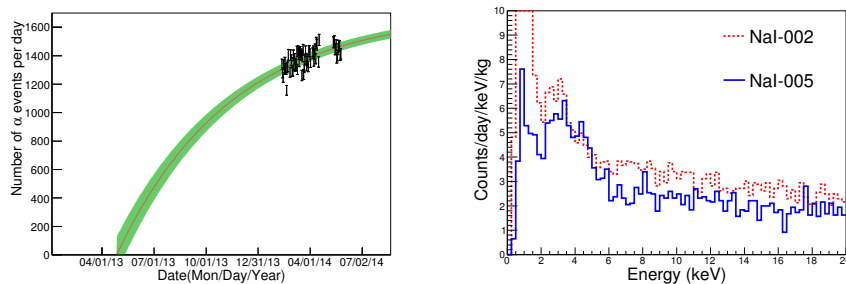 Number of α events per day
1600
1400
1200
1000
800
600
400
200
0
04/01/13 07/01/13 10/01/13 12/31/13 04/01/14 07/02/14
Date(Mon/Day/Year)
Counts/day/keV/kg
10
9
8
7
6
5
4
3
2
1
0
NaI-002
NaI-005
0 2 4 6 8 10 12 14 16 18 20
Energy (keV)